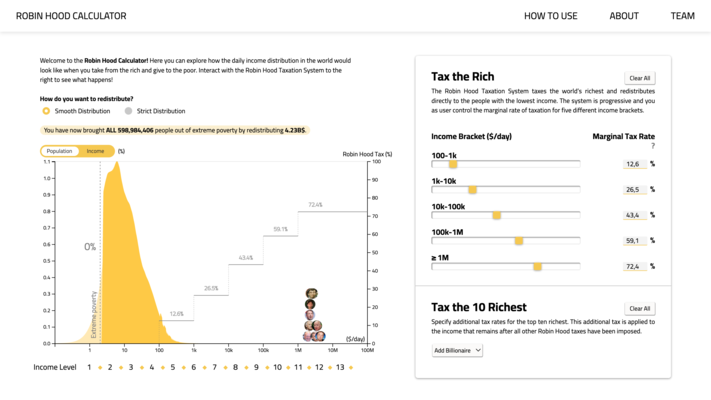 ROBIN HOOD CALCULATOR
HOW TO USE
ABOUT
TEAM
Welcome to the Robin Hood Calculator! Here you can explore how the daily income distribution in the world would
look like when you take from the rich and give to the poor. Interact with the Robin Hood Taxation System to the
right to see what happens!
How do you want to redistribute?
Smooth Distribution
Strict Distribution
You have now brought ALL 598,984,406 people out of extreme poverty by redistributing 4.23B$.
Population
Income
(%)
Robin Hood Tax (%)
1.1
1.0
0.9
0.8
0.7
0.6
0.5
0.4
0.3
0.2
0.1
0.0
0%
Extreme poverty
12.6%
26.5%
43.4%
59.1%
72.4%
100
90
80
70
60
50
40
30
20
10
0
($/day)
1
10
100
1k
10k
100k
1M
10M
100M
Income Level 1 2 3 4 5 6 7 8 9 10 11 12 13
Tax the Rich
Clear All
The Robin Hood Taxation System taxes the world's richest and redistributes
directly to the people with the lowest income. The system is progressive and you
as user control the marginal rate of taxation for five different income brackets.
Income Bracket ($/day)
Marginal Tax Rate
?
100-1k
12,6 %
1k-10k
26,5 %
10k-100k
43,4 %
100k-1M
59,1 %
≥ 1M
72,4 %
Tax the 10 Richest
Clear All
Specify additional tax rates for the top ten richest. This additional tax is applied to
the income that remains after all other Robin Hood taxes have been imposed.
Add Billionaire